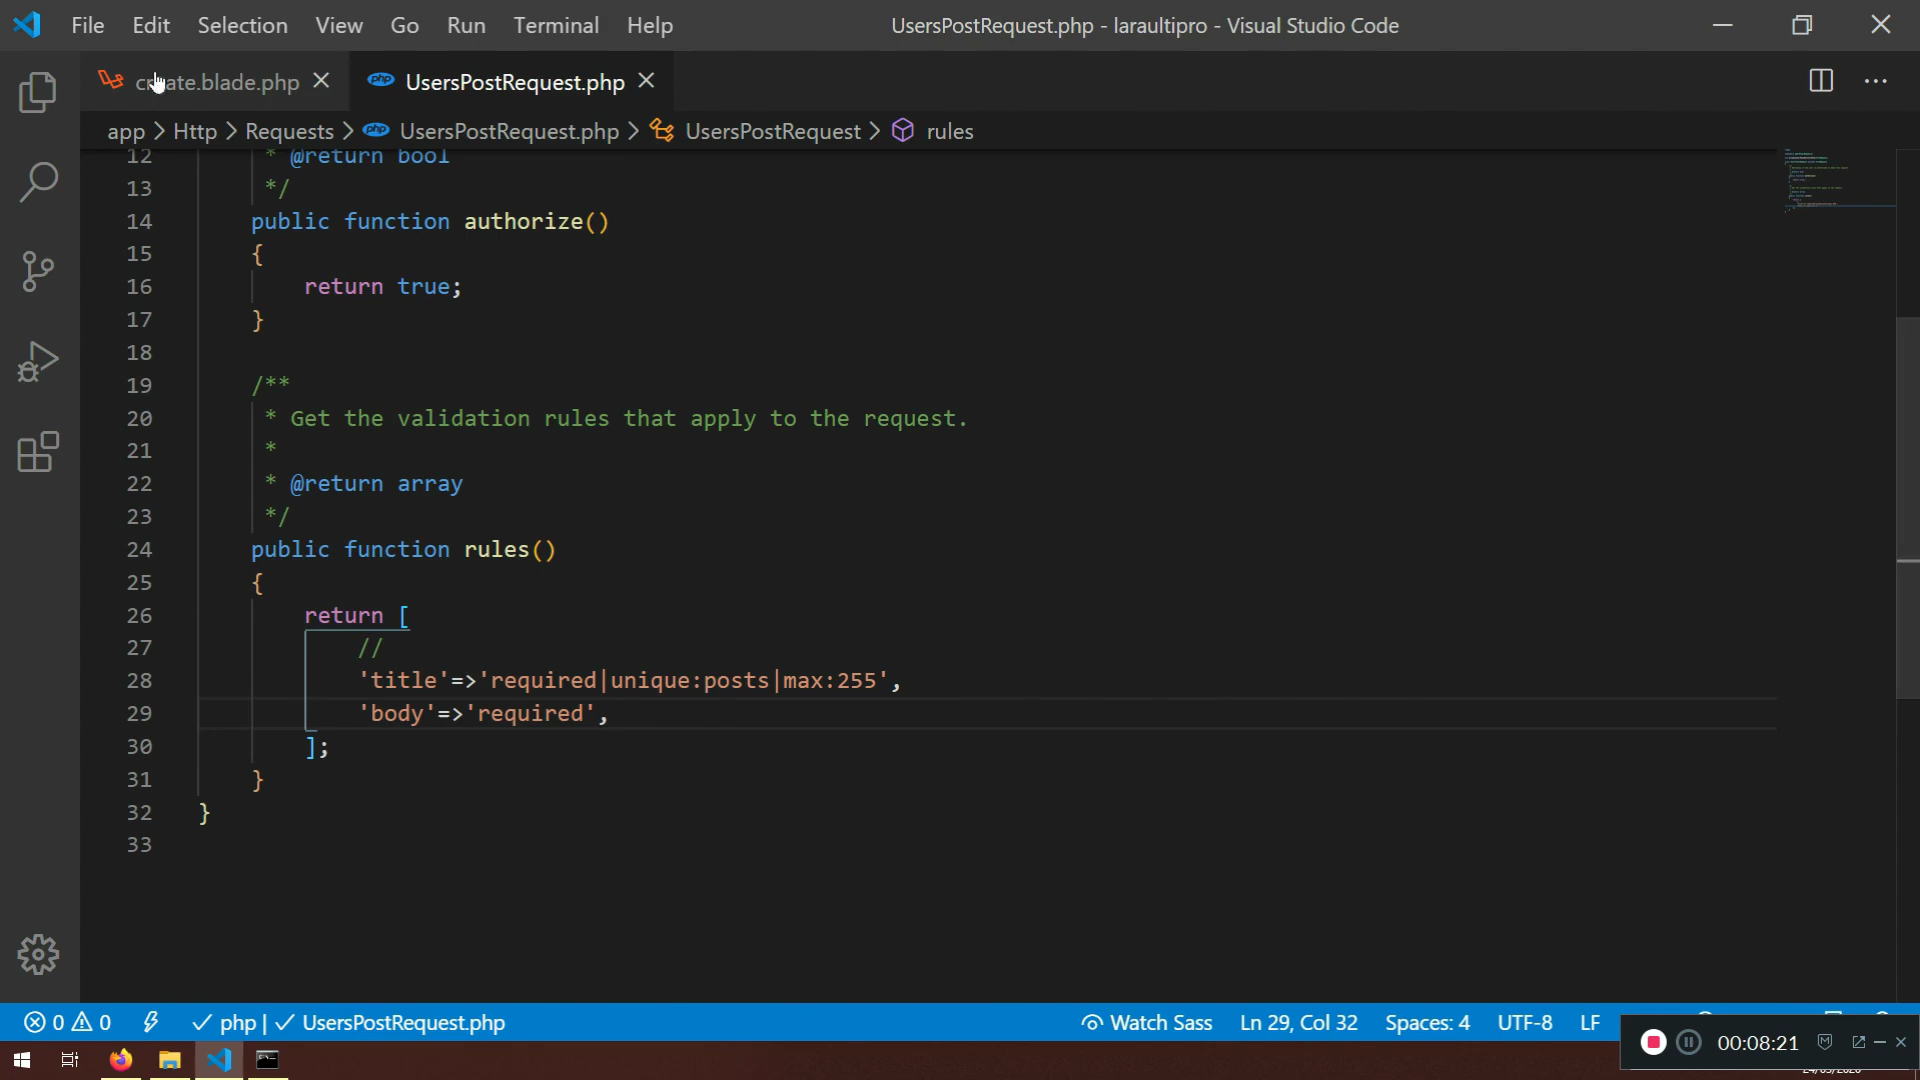 File Edit Selection View Go Run Terminal Help UsersPostRequest.php - laraultipro - Visual Studio Code
create.blade.php UsersPostRequest.php
app > Http > Requests > UsersPostRequest.php > UsersPostRequest > rules
12 * @return bool
13 */
14 public function authorize()
15 {
16 return true;
17 }
18
19 /**
20 * Get the validation rules that apply to the request.
21 *
22 * @return array
23 */
24 public function rules()
25 {
26 return [
27 //
28 'title'=>'required|unique:posts|max:255',
29 'body'=>'required',
30 ];
31 }
32 }
33
0 0 php | UsersPostRequest.php Watch Sass Ln 29, Col 32 Spaces: 4 UTF-8 LF
00:08:21